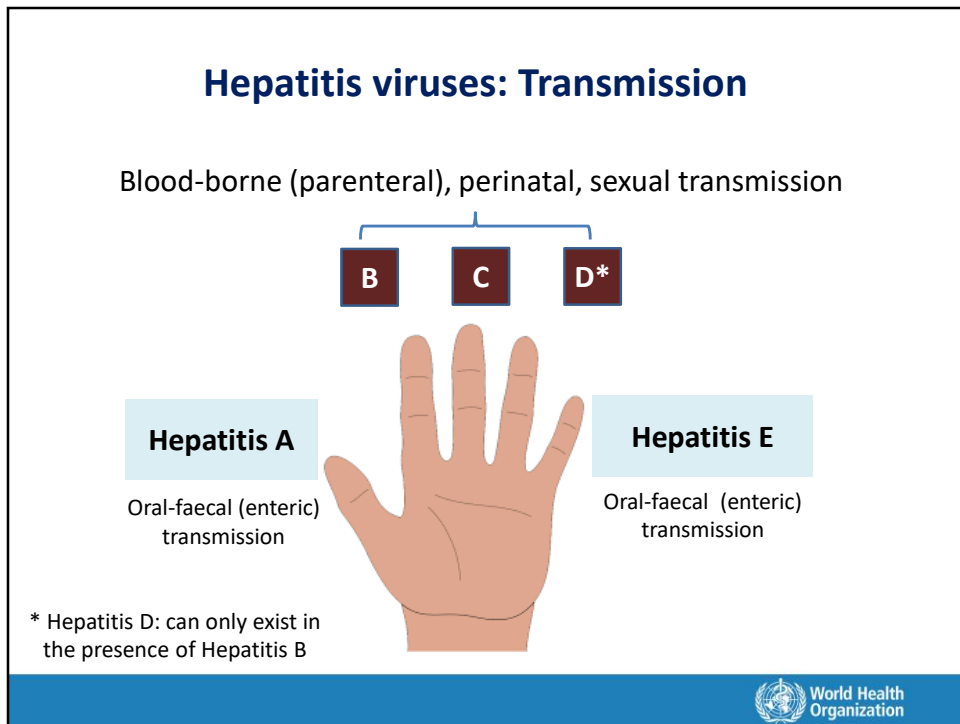 Hepatitis viruses: Transmission
Blood-borne (parenteral), perinatal, sexual transmission
B
C
D*
Hepatitis A
Oral-faecal (enteric)
transmission
Hepatitis E
Oral-faecal (enteric)
transmission
* Hepatitis D: can only exist in
the presence of Hepatitis B
World Health
Organization